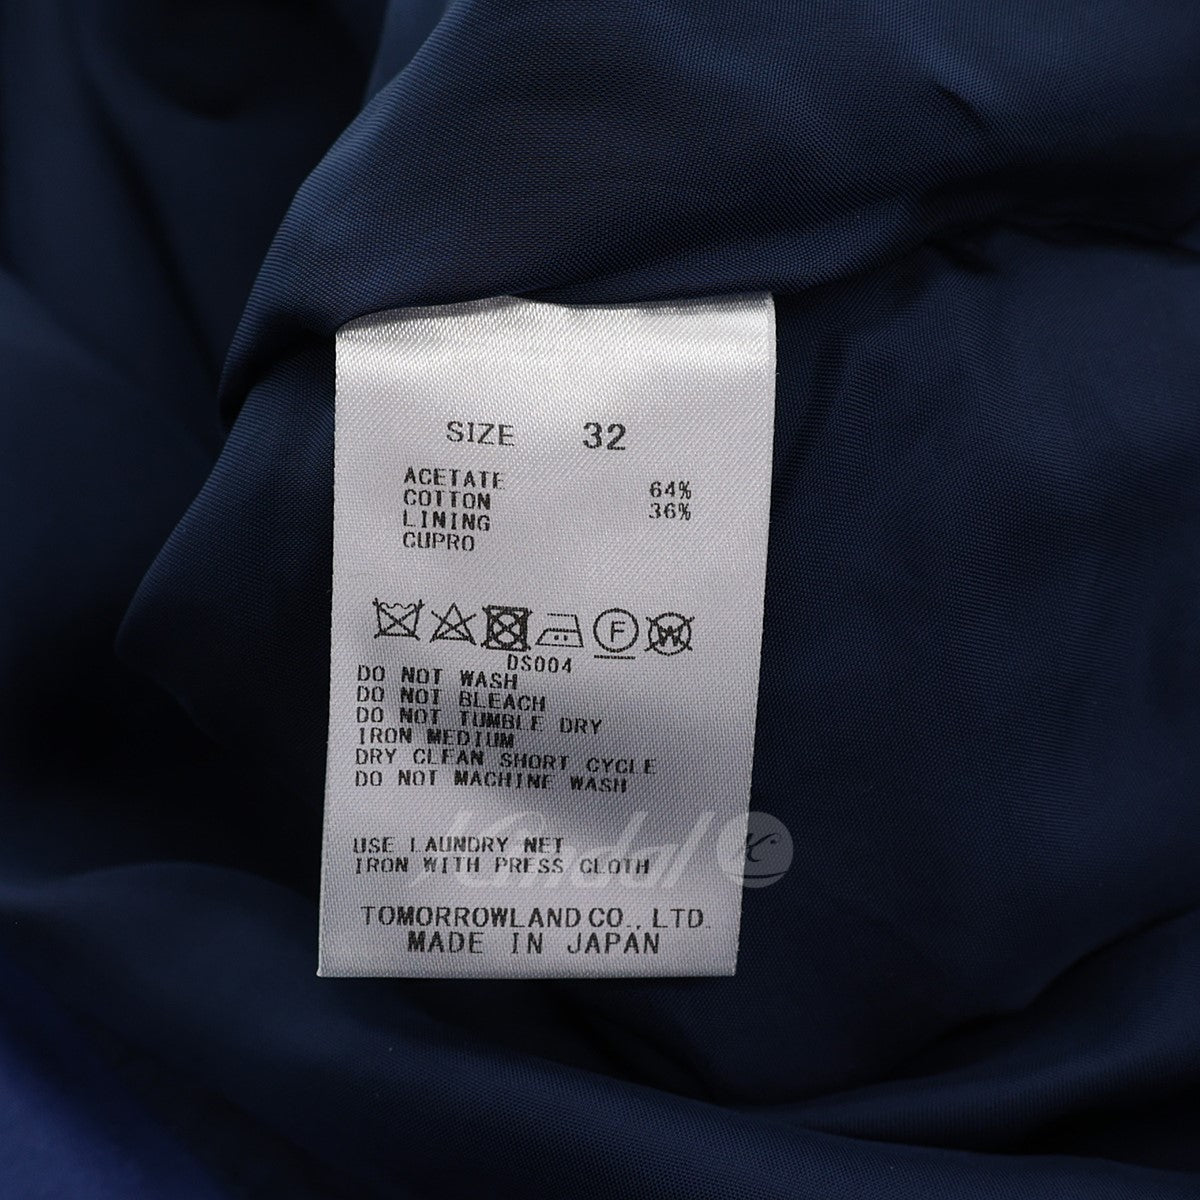 SIZE 32
ACETATE 64%
COTTON 36%
LINING
CUPRO
F W
DS004
DO NOT WASH
DO NOT BLEACH
DO NOT TUMBLE DRY
IRON MEDIUM
DRY CLEAN SHORT CYCLE
DO NOT MACHINE WASH
Kindal K
USE LAUNDRY NET
IRON WITH PRESS CLOTH
TOMORROWLAND CO., LTD.
MADE IN JAPAN